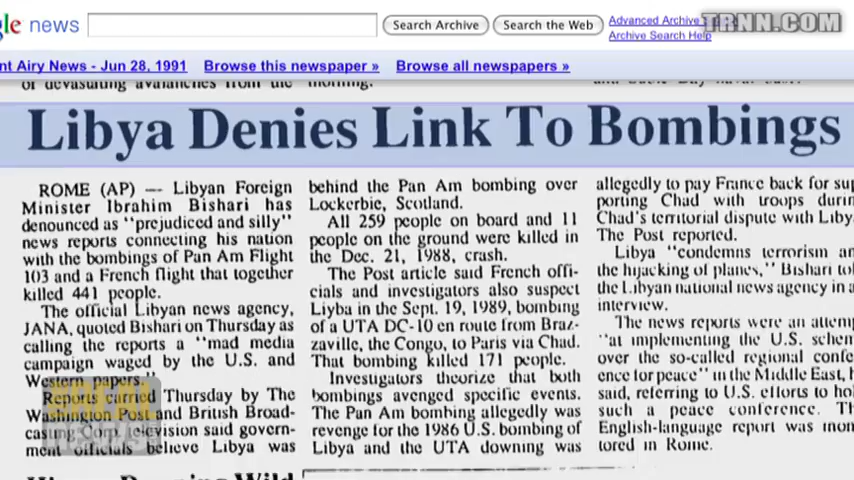 gle news
Search Archive
Search the Web
Advanced Archive
Archive Search Help
TRNN.COM
nt Airy News - Jun 28, 1991 Browse this newspaper » Browse all newspapers »
of devastating avalanches from the morning.
Libya Denies Link To Bombings
ROME (AP) — Libyan Foreign
Minister Ibrahim Bishari has
denounced as "prejudiced and silly"
news reports connecting his nation
with the bombings of Pan Am Flight
103 and a French flight that together
killed 441 people.
The official Libyan news agency,
JANA, quoted Bishari on Thursday as
calling the reports a "mad media
campaign waged by the U.S. and
Western papers."
Reports carried Thursday by The
Washington Post and British Broad-
casting Corp. television said govern-
ment officials believe Libya was
behind the Pan Am bombing over
Lockerbie, Scotland.
All 259 people on board and 11
people on the ground were killed in
the Dec. 21, 1988, crash.
The Post article said French offi-
cials and investigators also suspect
Liyba in the Sept. 19, 1989, bombing
of a UTA DC-10 en route from Braz-
zaville, the Congo, to Paris via Chad.
That bombing killed 171 people.
Investigators theorize that both
bombings avenged specific events.
The Pan Am bombing allegedly was
revenge for the 1986 U.S. bombing of
Libya and the UTA downing was
allegedly to pay France back for sup
porting Chad with troops durin
Chad's territorial dispute with Liby
The Post reported.
Libya "condemns terrorism an
the hijacking of planes," Bishari tol
the Libyan national news agency in a
interview.
The news reports were an attemp
"at implementing the U.S. schem
over the so-called regional confe
ence for peace" in the Middle East, h
said, referring to U.S. efforts to hol
such a peace conference. Th
English-language report was mon
tored in Rome.